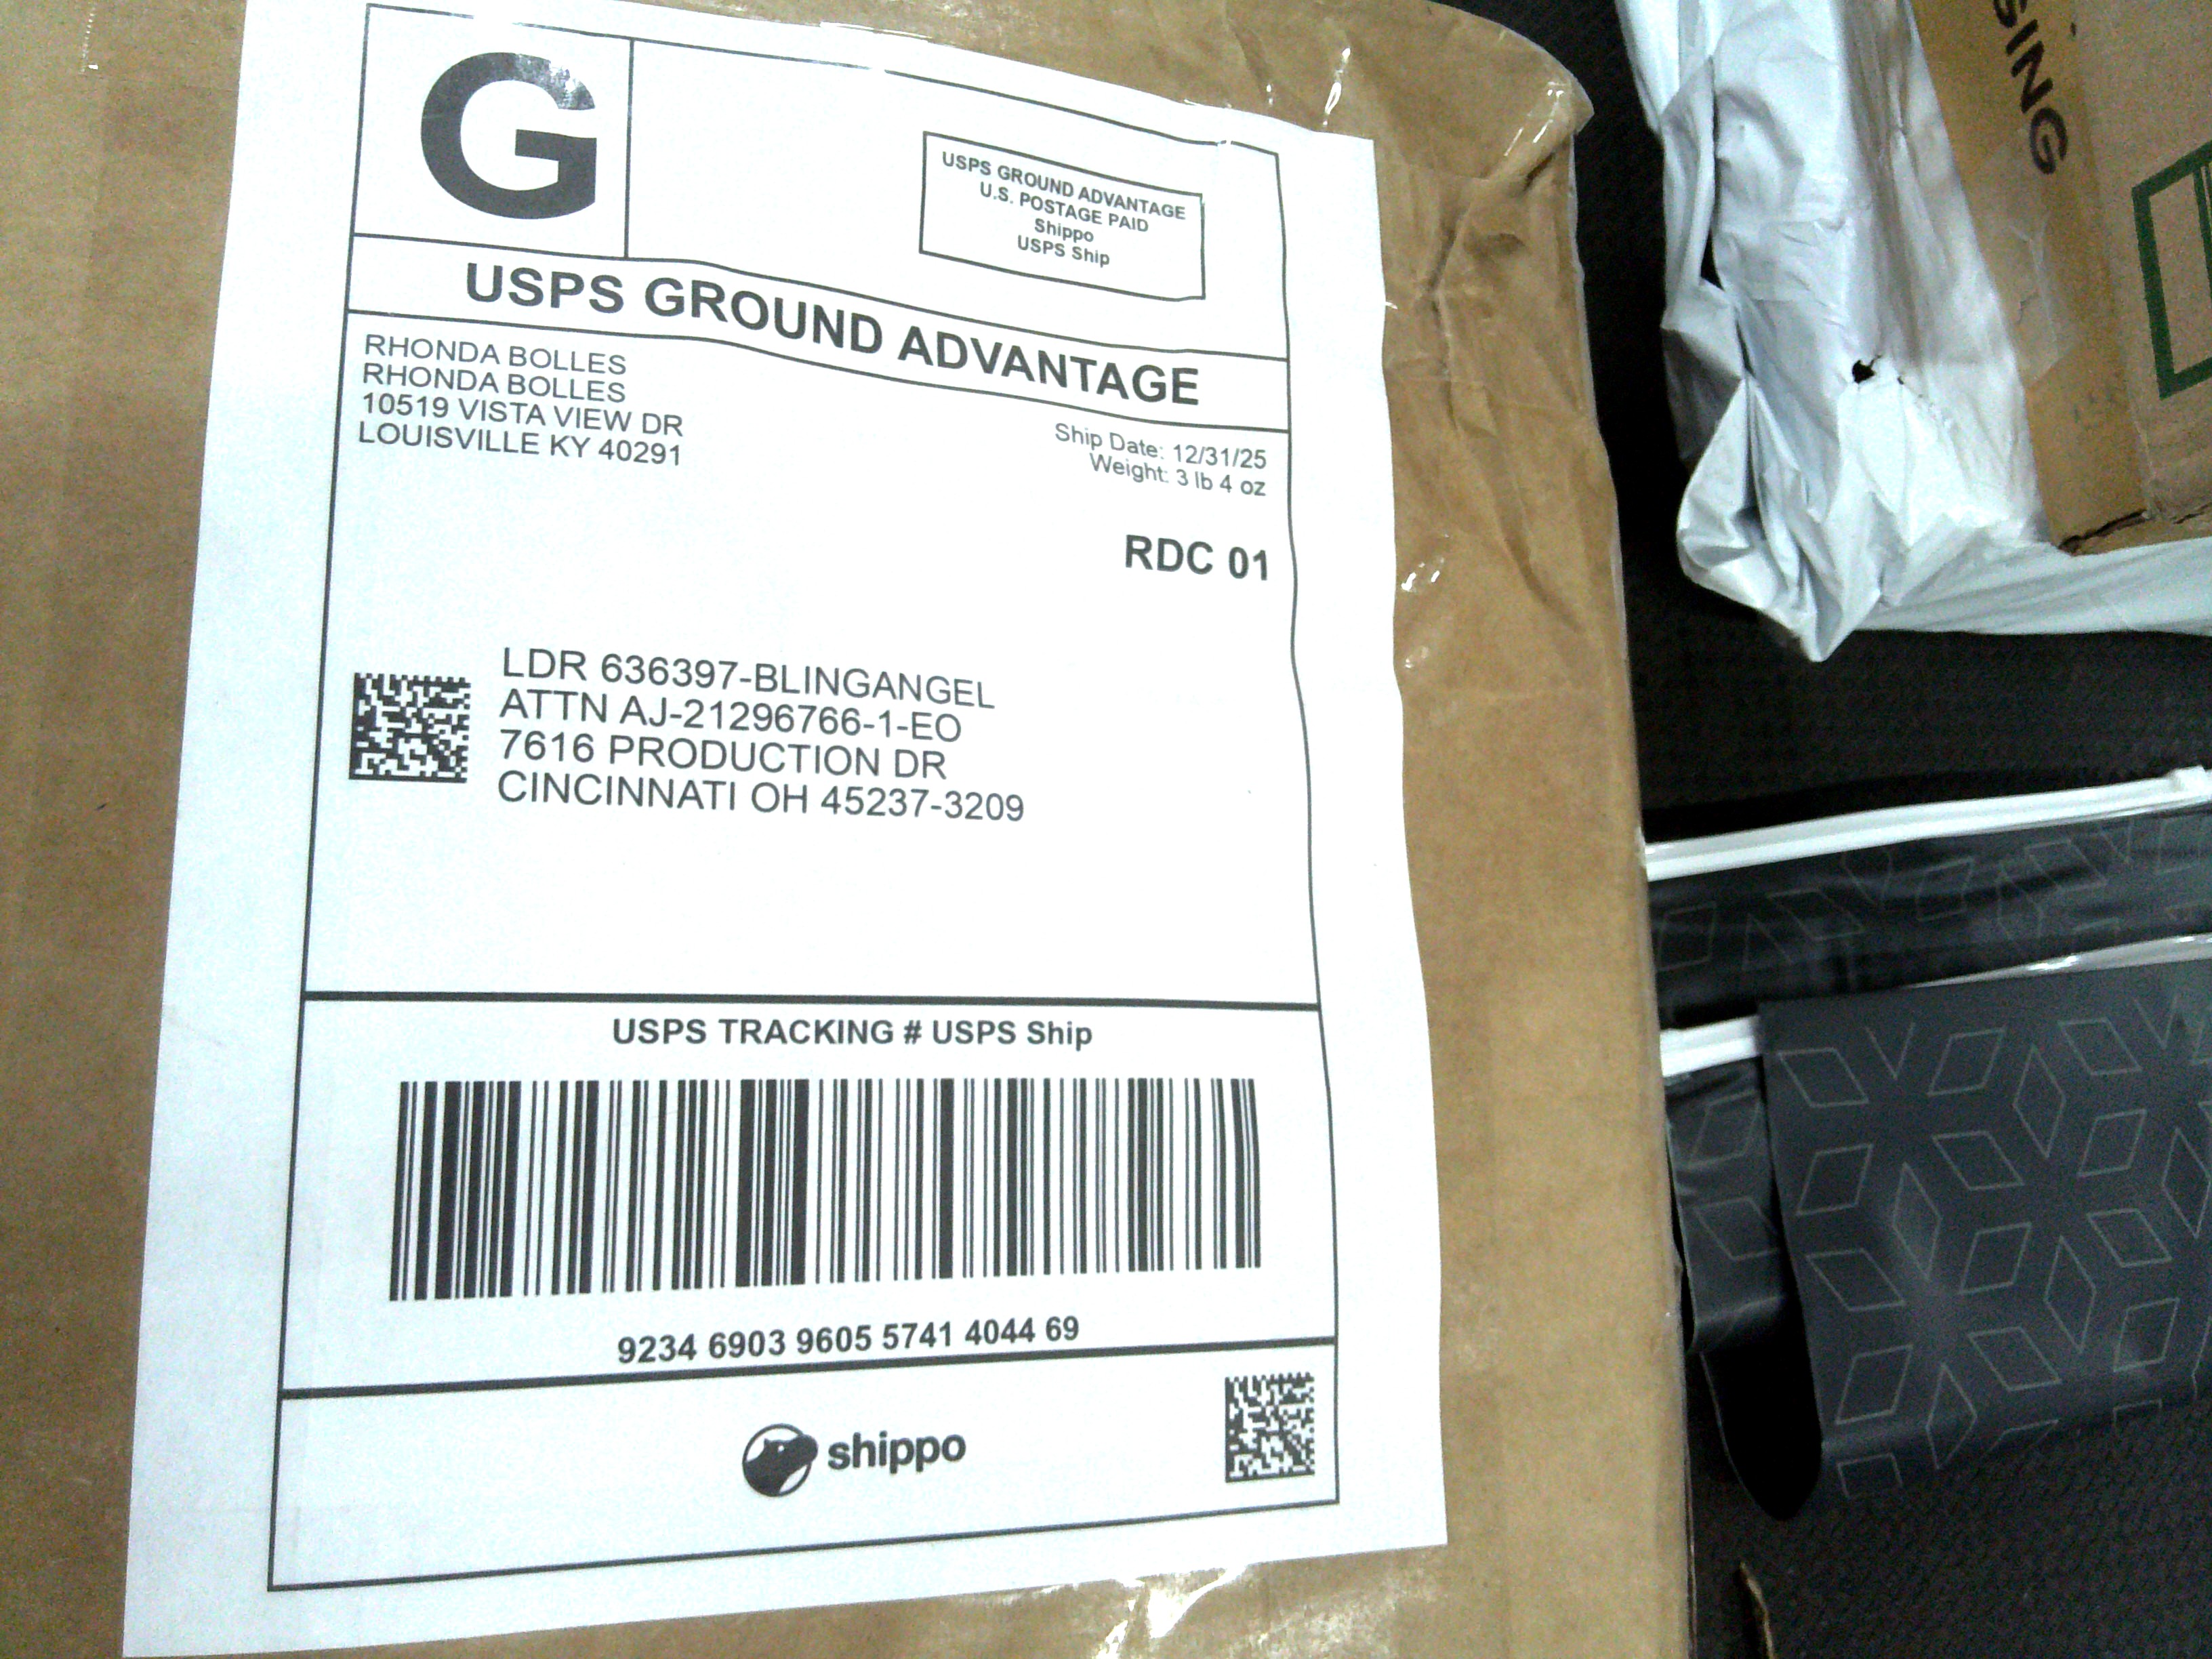 G
USPS GROUND ADVANTAGE
U.S. POSTAGE PAID
Shippo
USPS Ship
USPS GROUND ADVANTAGE
RHONDA BOLLES
RHONDA BOLLES
10519 VISTA VIEW DR
LOUISVILLE KY 40291
Ship Date: 12/31/25
Weight: 3 lb 4 oz
RDC 01
LDR 636397-BLINGANGEL
ATTN AJ-21296766-1-EO
7616 PRODUCTION DR
CINCINNATI OH 45237-3209
USPS TRACKING # USPS Ship
9234 6903 9605 5741 4044 69
shippo